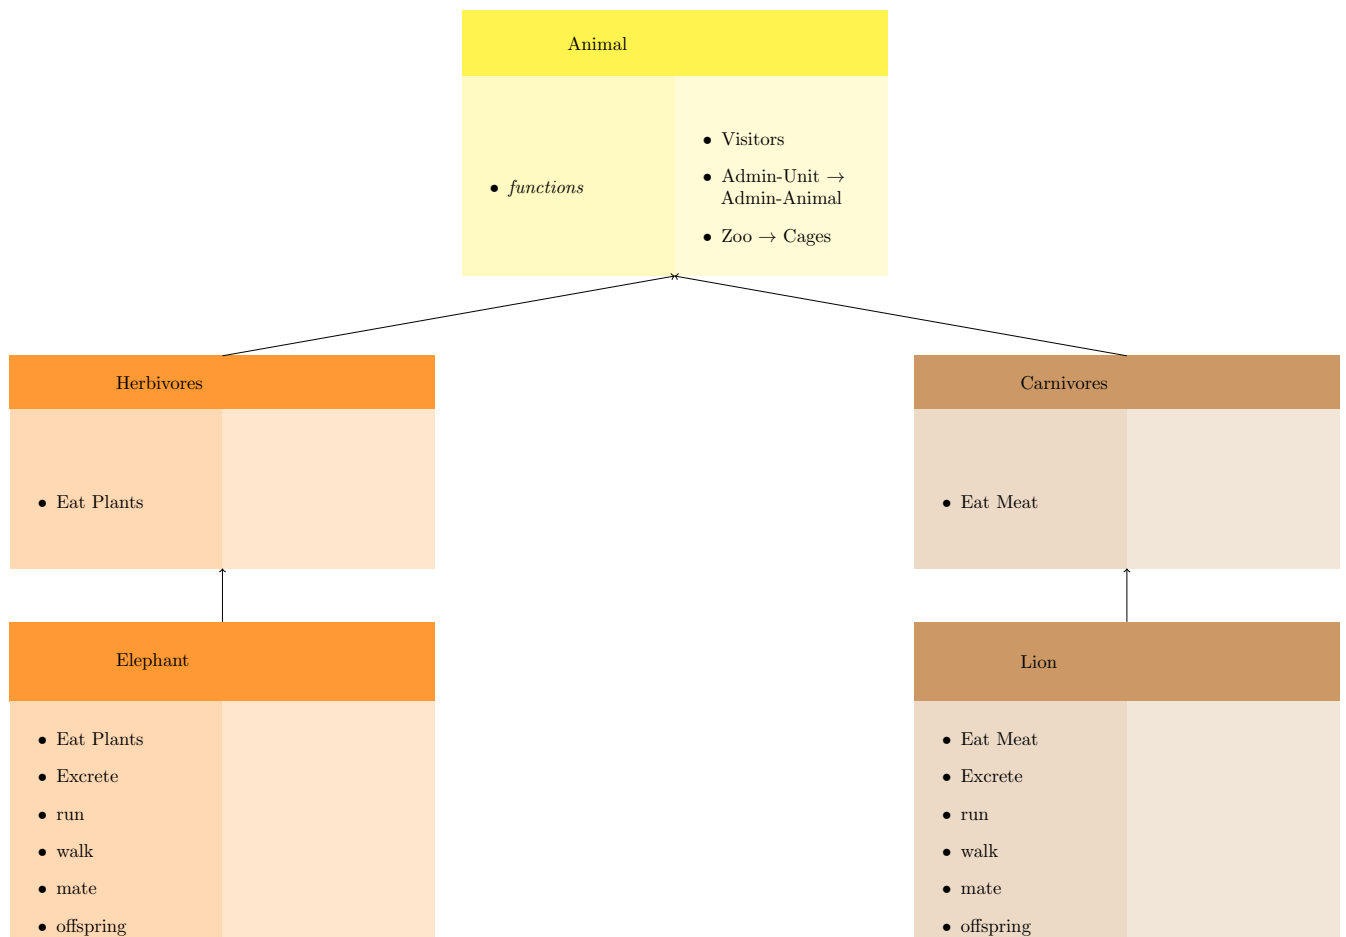 Animal
• functions
• Visitors
• Admin-Unit →
Admin-Animal
• Zoo → Cages
Herbivores
• Eat Plants
Carnivores
• Eat Meat
Elephant
• Eat Plants
• Excrete
• run
• walk
• mate
• offspring
Lion
• Eat Meat
• Excrete
• run
• walk
• mate
• offspring